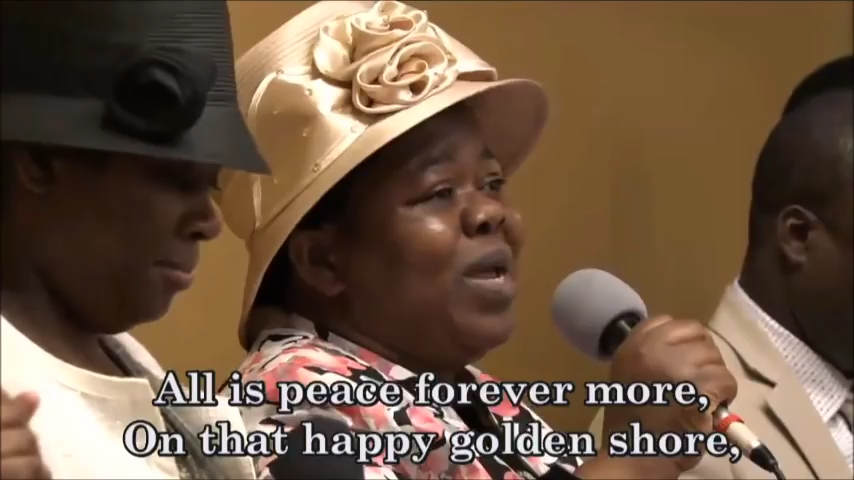 All is peace forever more,
On that happy golden shore,